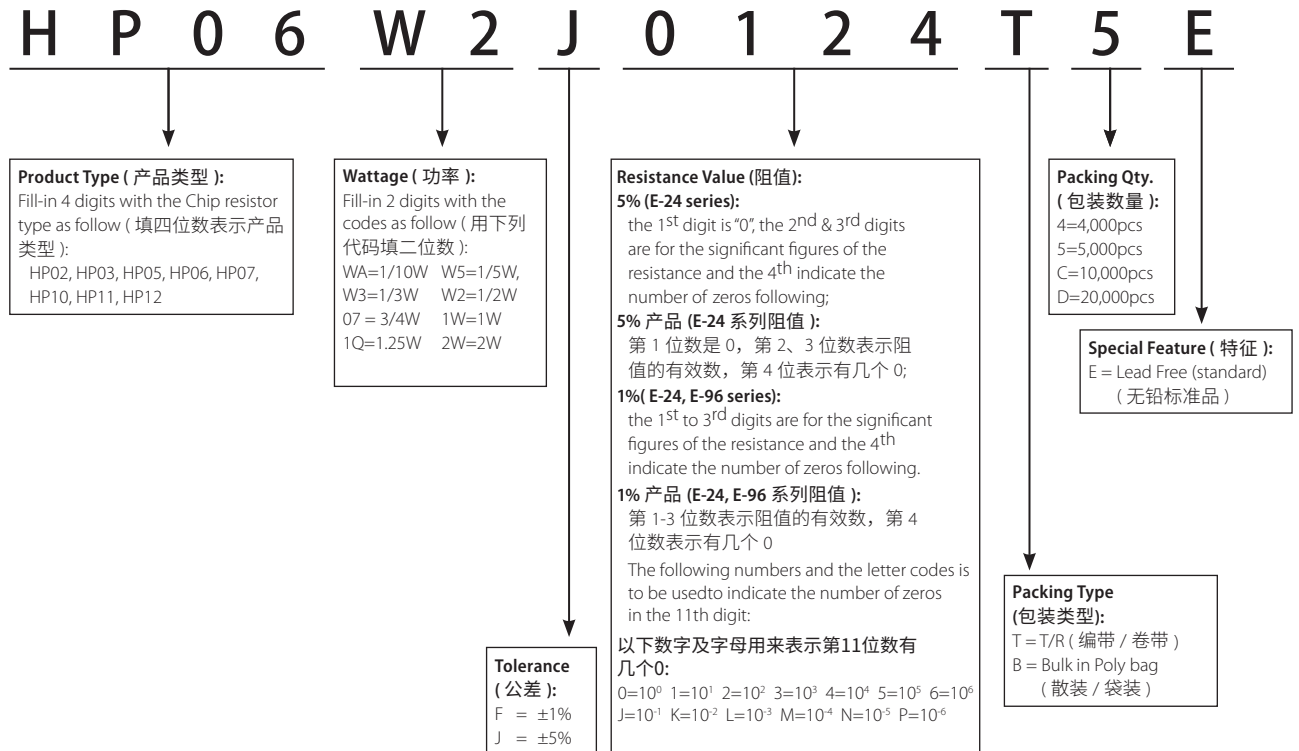 H P 0 6 W 2 J 0 1 2 4 T 5 E
Product Type ( 产品类型 ):
Fill-in 4 digits with the Chip resistor
type as follow ( 填四位数表示产品
类型 ):
HP02, HP03, HP05, HP06, HP07,
HP10, HP11, HP12
Wattage ( 功率 ):
Fill-in 2 digits with the
codes as follow ( 用下列
代码填二位数 ):
WA=1/10W W5=1/5W,
W3=1/3W W2=1/2W
07 = 3/4W 1W=1W
1Q=1.25W 2W=2W
Tolerance
( 公差 ):
F = ±1%
J = ±5%
Resistance Value (阻值):
5% (E-24 series):
the 1st digit is “0”, the 2nd & 3rd digits
are for the significant figures of the
resistance and the 4th indicate the
number of zeros following;
5% 产品 (E-24 系列阻值 ):
第 1 位数是 0，第 2、3 位数表示阻
值的有效数，第 4 位表示有几个 0;
1%( E-24, E-96 series):
the 1st to 3rd digits are for the significant
figures of the resistance and the 4th
indicate the number of zeros following.
1% 产品 (E-24, E-96 系列阻值 ):
第 1-3 位数表示阻值的有效数，第 4
位数表示有几个 0
The following numbers and the letter codes is
to be usedto indicate the number of zeros
in the 11th digit:
以下数字及字母用来表示第11位数有
几个0:
0=10⁰ 1=10¹ 2=10² 3=10³ 4=10⁴ 5=10⁵ 6=10⁶
J=10⁻¹ K=10⁻² L=10⁻³ M=10⁻⁴ N=10⁻⁵ P=10⁻⁶
Packing Type
(包装类型):
T = T/R ( 编带 / 卷带 )
B = Bulk in Poly bag
( 散装 / 袋装 )
Packing Qty.
( 包装数量 ):
4=4,000pcs
5=5,000pcs
C=10,000pcs
D=20,000pcs
Special Feature ( 特征 ):
E = Lead Free (standard)
( 无铅标准品 )